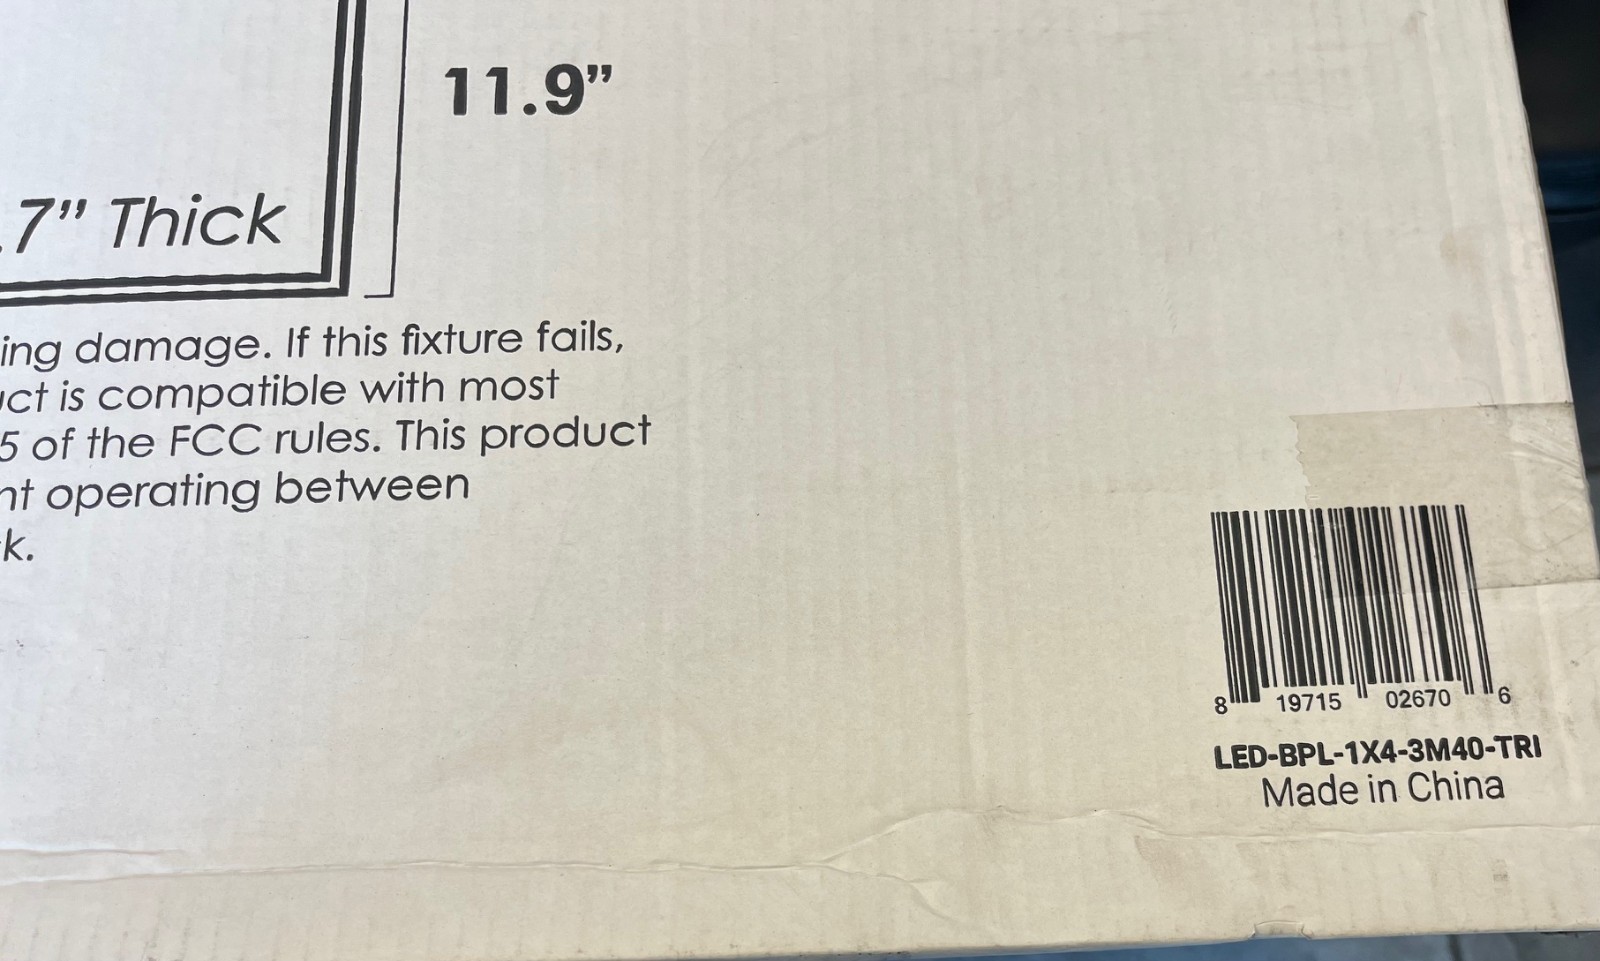 11.9”
.7” Thick
ing damage. If this fixture fails,
ct is compatible with most
5 of the FCC rules. This product
nt operating between
k.
8 19715 02670 6
LED-BPL-1X4-3M40-TRI
Made in China